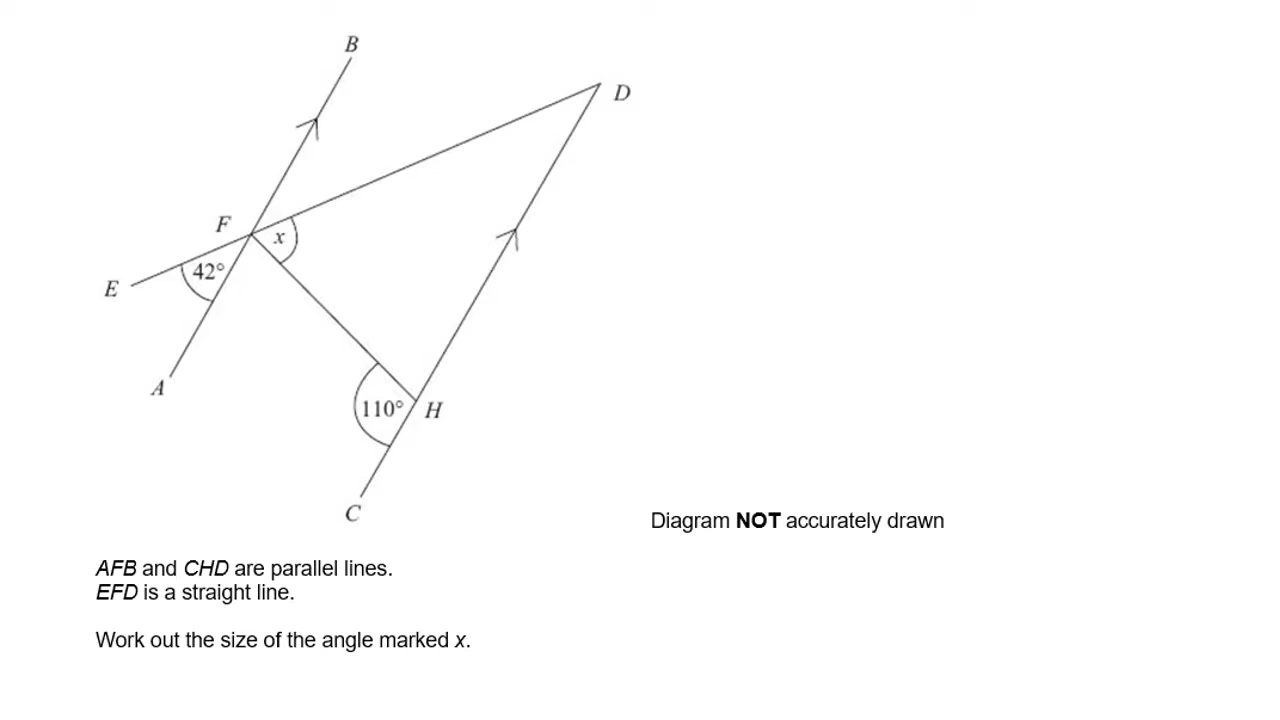 B
D
F
x
42°
E
A
110°
H
C
Diagram NOT accurately drawn
AFB and CHD are parallel lines.
EFD is a straight line.
Work out the size of the angle marked x.